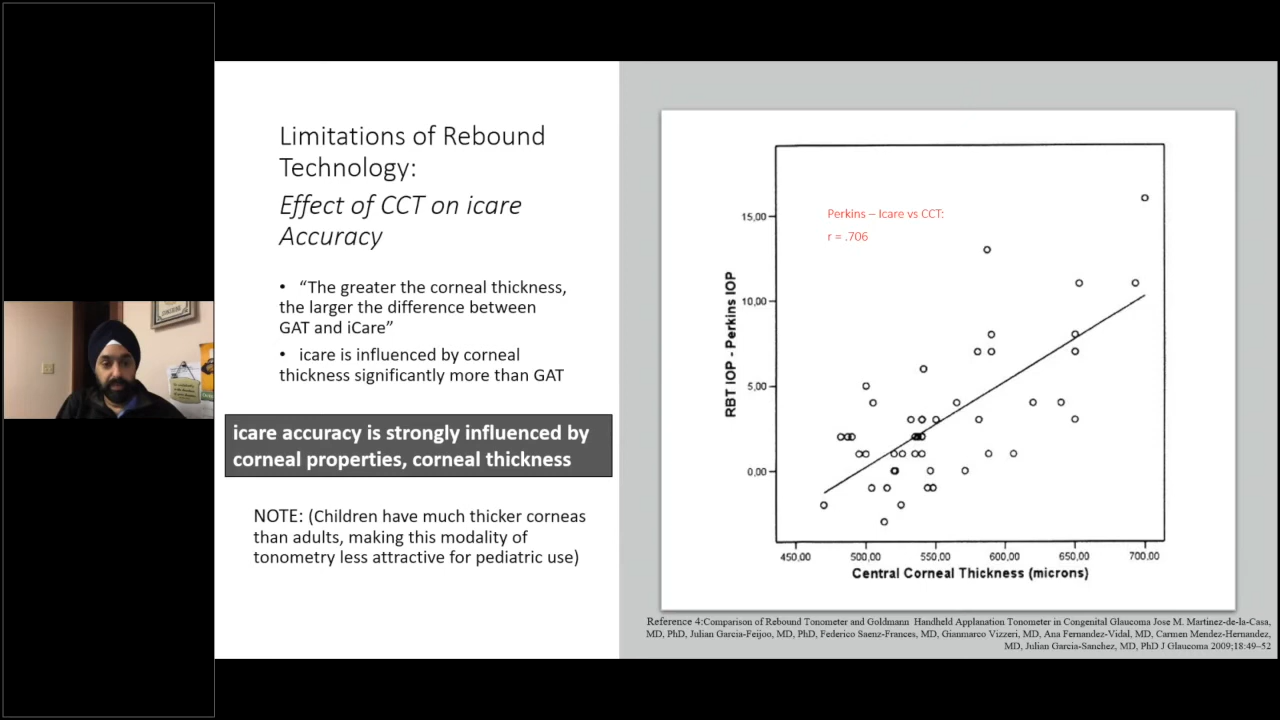 Limitations of Rebound
Technology:
Effect of CCT on icare
Accuracy
• “The greater the corneal thickness,
the larger the difference between
GAT and iCare”
• icare is influenced by corneal
thickness significantly more than GAT
icare accuracy is strongly influenced by
corneal properties, corneal thickness
NOTE: (Children have much thicker corneas
than adults, making this modality of
tonometry less attractive for pediatric use)
Perkins – Icare vs CCT:
r = .706
RBT IOP - Perkins IOP
15,00
10,00
5,00
0,00
450,00 500,00 550,00 600,00 650,00 700,00
Central Corneal Thickness (microns)
Reference 4:Comparison of Rebound Tonometer and Goldmann Handheld Applanation Tonometer in Congenital Glaucoma Jose M. Martinez-de-la-Casa,
MD, PhD, Julian Garcia-Feijoo, MD, PhD, Federico Saenz-Frances, MD, Gianmarco Vizzeri, MD, Ana Fernandez-Vidal, MD, Carmen Mendez-Hernandez,
MD, Julian Garcia-Sanchez, MD, PhD J Glaucoma 2009;18:49–52